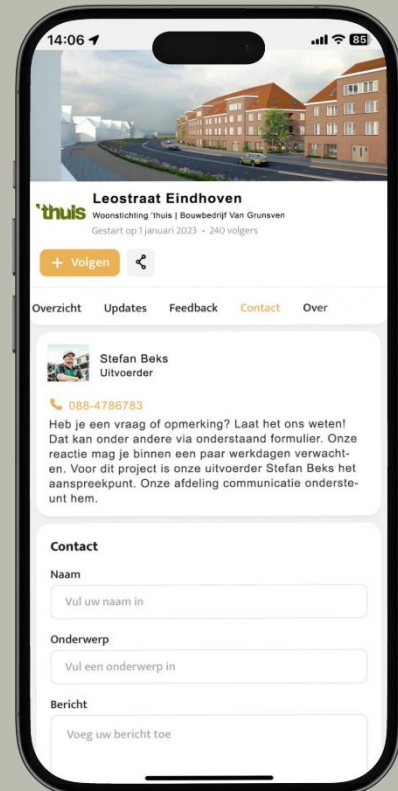 14:06
85
'thuis
Leostraat Eindhoven
Woonstichting 'thuis | Bouwbedrijf Van Grunsven
Gestart op 1 januari 2023 • 240 volgers
+ Volgen
Overzicht Updates Feedback Contact Over
Stefan Beks
Uitvoerder
088-4786783
Heb je een vraag of opmerking? Laat het ons weten!
Dat kan onder andere via onderstaand formulier. Onze
reactie mag je binnen een paar werkdagen verwacht-
en. Voor dit project is onze uitvoerder Stefan Beks het
aanspreekpunt. Onze afdeling communicatie onderste-
unt hem.
Contact
Naam
Vul uw naam in
Onderwerp
Vul een onderwerp in
Bericht
Voeg uw bericht toe